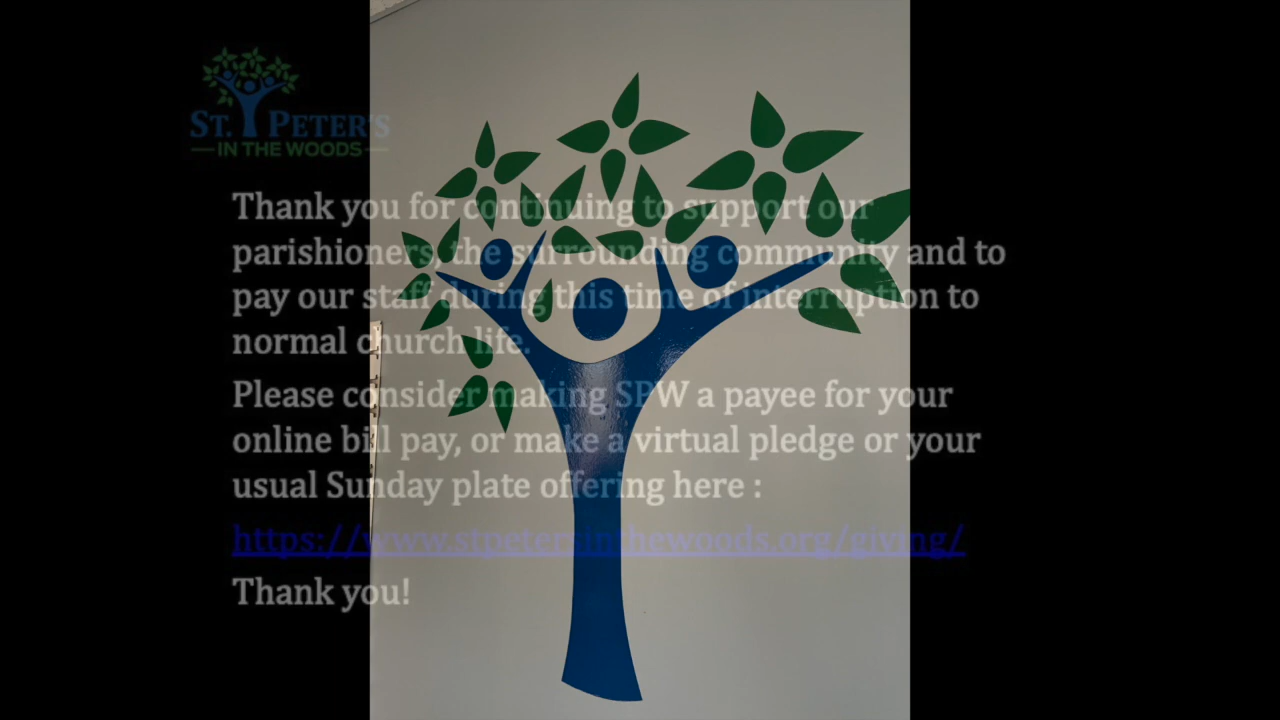 ST. PETER'S
IN THE WOODS
Thank you for continuing to support our
parishioners, the surrounding community and to
pay our staff during this time of interruption to
normal church life.
Please consider making SPW a payee for your
online bill pay, or make a virtual pledge or your
usual Sunday plate offering here :
https://www.stpetersinthewoods.org/giving/
Thank you!